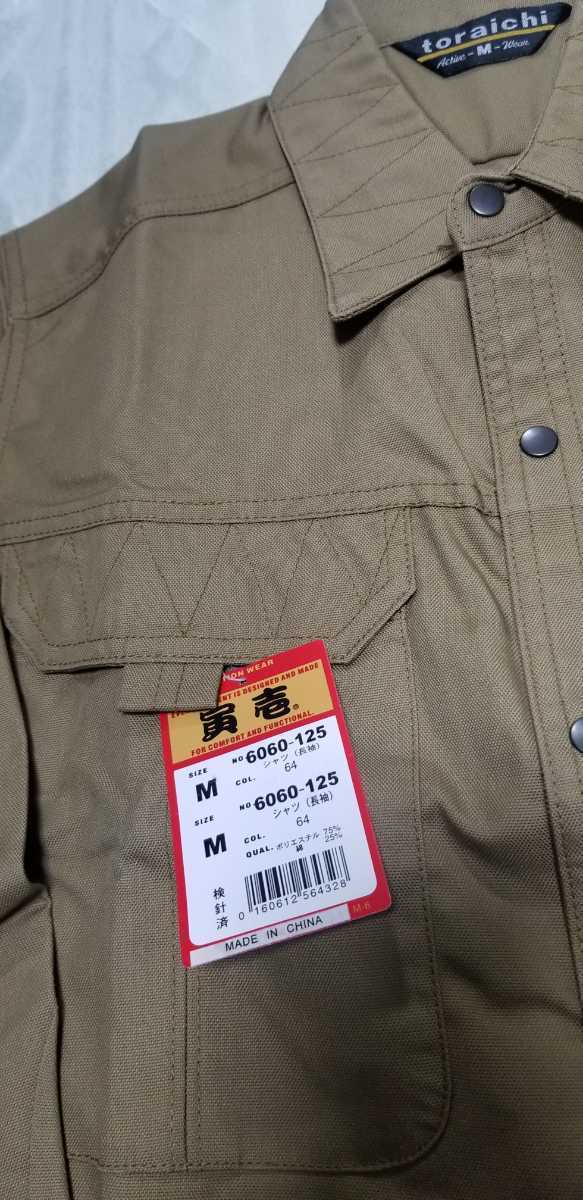 toraichi
Active - M - Wear
ION WEAR
ENT IS DESIGNED AND MADE
寅壱®
FOR COMFORT AND FUNCTIONAL.
SIZE NO 6060-125
シャツ (長袖)
M COL. 64
SIZE NO 6060-125
シャツ (長袖)
M COL. 64
QUAL. ポリエステル 75%
綿 25%
検針済
0 160612 564328
M-6
MADE IN CHINA